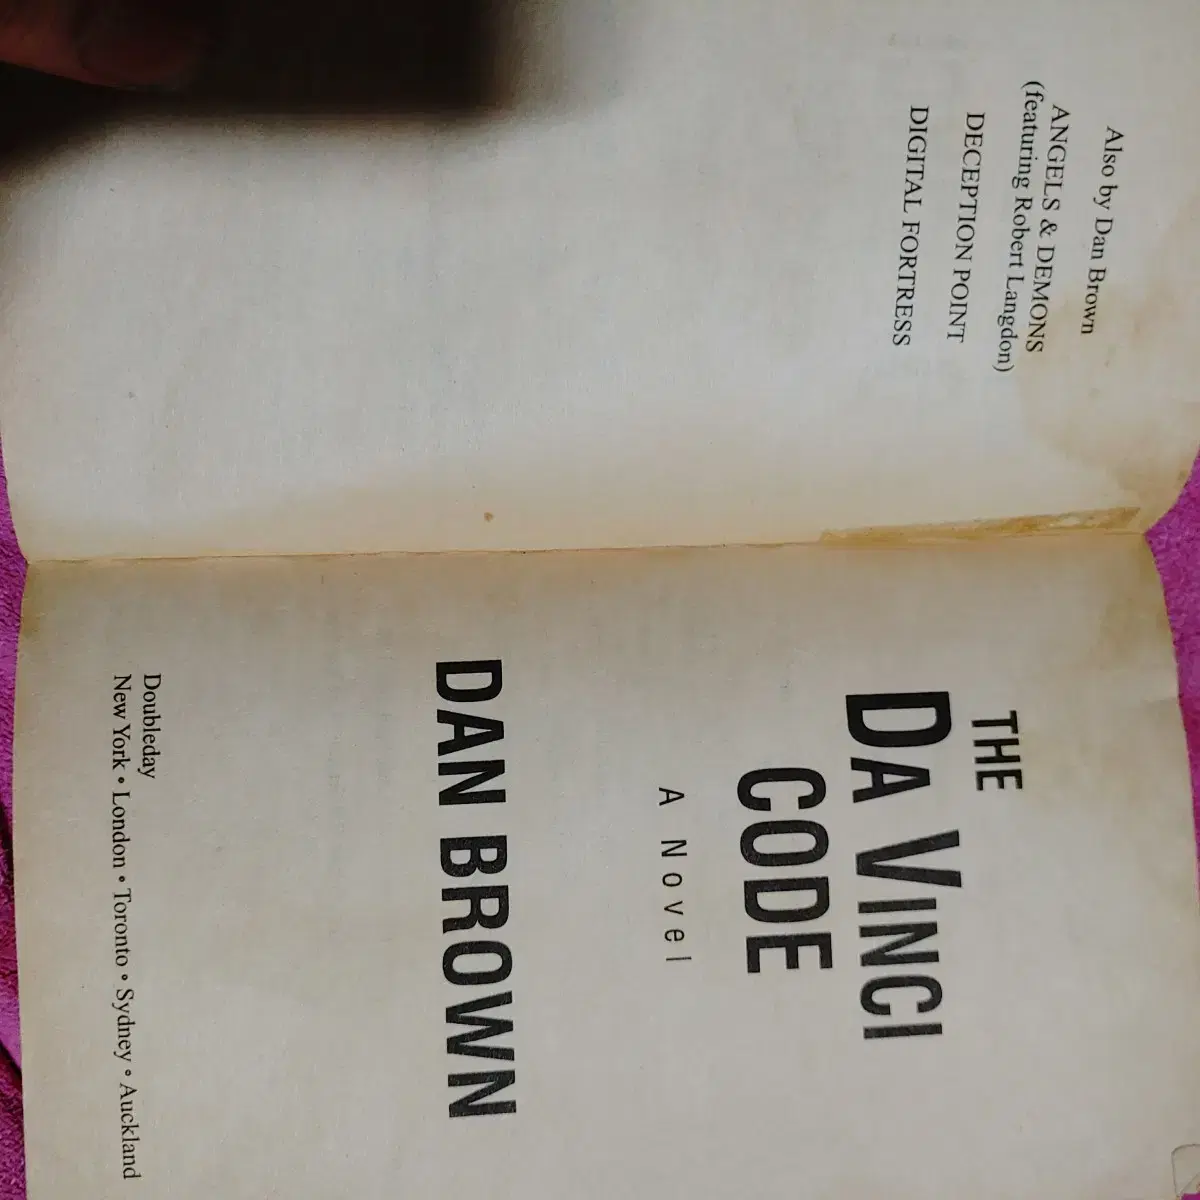 Also by Dan Brown
ANGELS & DEMONS
(featuring Robert Langdon)
DECEPTION POINT
DIGITAL FORTRESS
THE
DA VINCI
CODE
A Novel
DAN BROWN
Doubleday
New York • London • Toronto • Sydney • Auckland